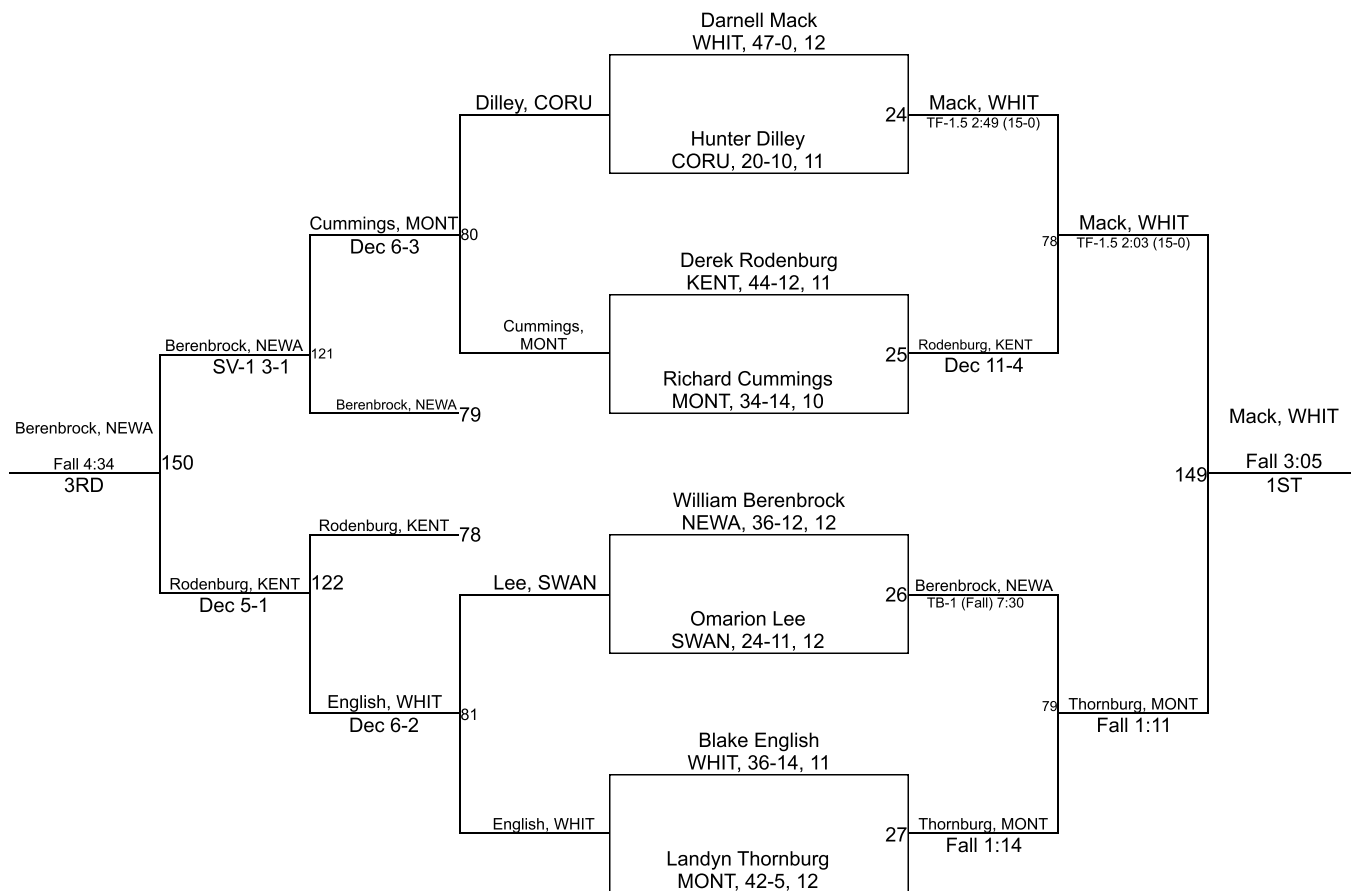 Darnell Mack
WHIT, 47-0, 12
Dilley, CORU
24
Mack, WHIT
TF-1.5 2:49 (15-0)
Hunter Dilley
CORU, 20-10, 11
Cummings, MONT
Dec 6-3
80
78
Mack, WHIT
TF-1.5 2:03 (15-0)
Derek Rodenburg
KENT, 44-12, 11
Cummings,
MONT
25
Rodenburg, KENT
Dec 11-4
Berenbrock, NEWA
SV-1 3-1
121
Richard Cummings
MONT, 34-14, 10
Berenbrock, NEWA
79
Berenbrock, NEWA
Fall 4:34
3RD
150
Mack, WHIT
149
Fall 3:05
1ST
William Berenbrock
NEWA, 36-12, 12
Rodenburg, KENT
78
Rodenburg, KENT
Dec 5-1
122
Lee, SWAN
26
Berenbrock, NEWA
TB-1 (Fall) 7:30
Omarion Lee
SWAN, 24-11, 12
English, WHIT
Dec 6-2
81
79
Thornburg, MONT
Fall 1:11
Blake English
WHIT, 36-14, 11
English, WHIT
27
Thornburg, MONT
Fall 1:14
Landyn Thornburg
MONT, 42-5, 12